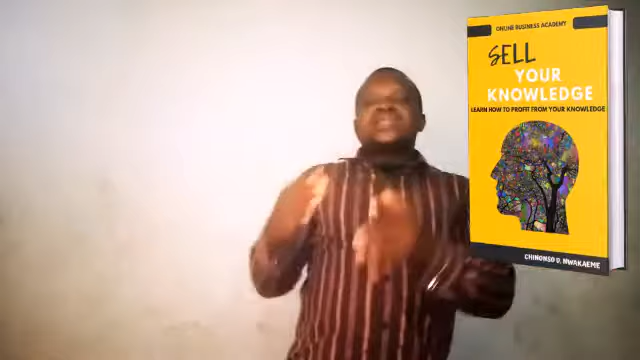 ONLINE BUSINESS ACADEMY
SELL
YOUR
KNOWLEDGE
LEARN HOW TO PROFIT FROM YOUR KNOWLEDGE
CHINONSO D. NWAKAEME